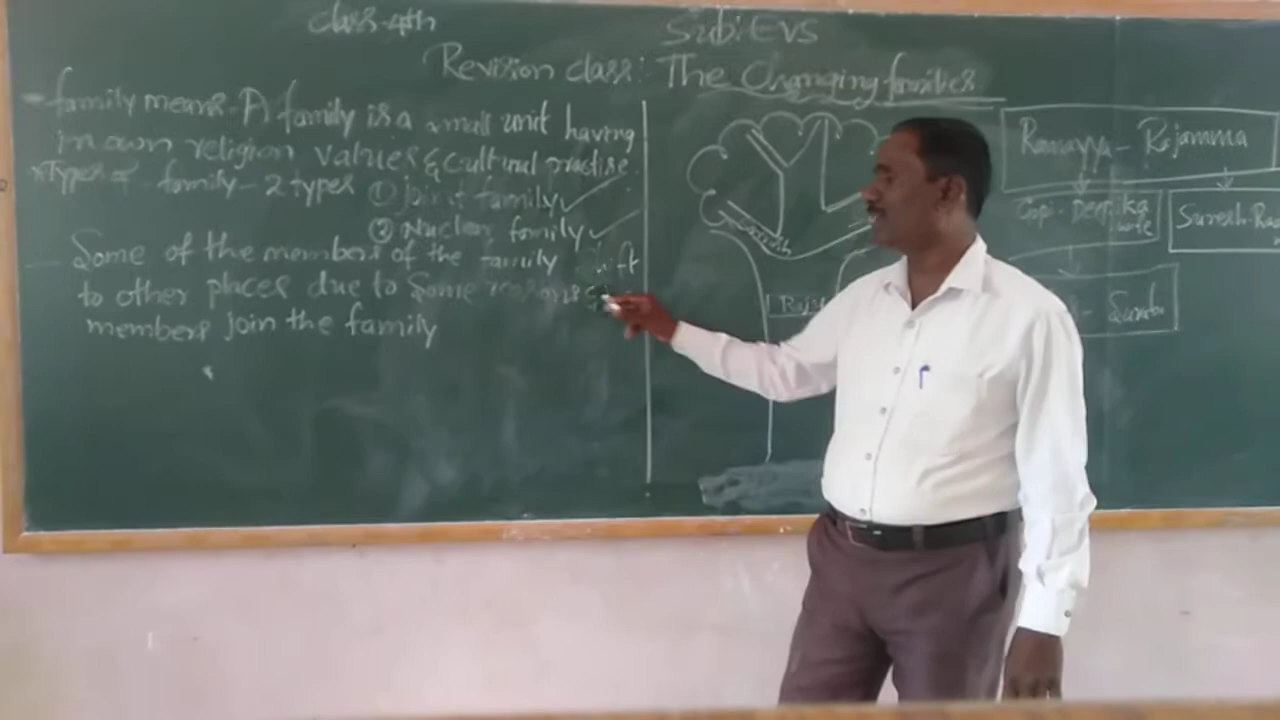 Class-4th
Sub: EVS
Revision class: The Changing families
- family means - A family is a small unit having
in own religion values & cultural practise.
*Types of family - 2 types ① joint family ✓
② Nuclear family ✓
Some of the members of the family shift
to other places due to Some reasons
members join the family
Ramayya - Rajamma
Gopi - Deepika
Suresh